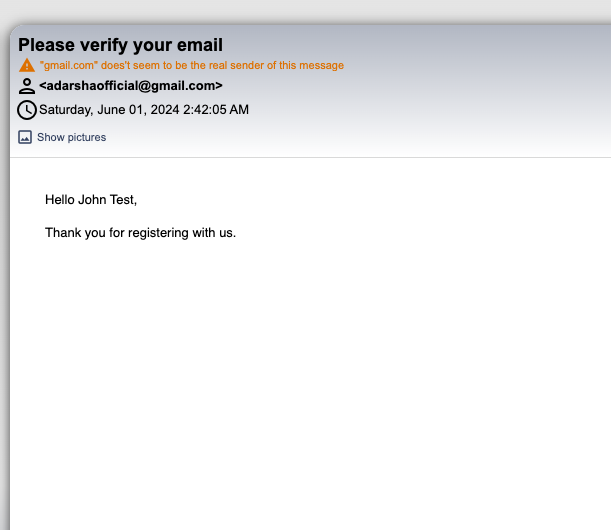 Please verify your email
"gmail.com" does't seem to be the real sender of this message
<adarshaofficial@gmail.com>
Saturday, June 01, 2024 2:42:05 AM
Show pictures
Hello John Test,
Thank you for registering with us.